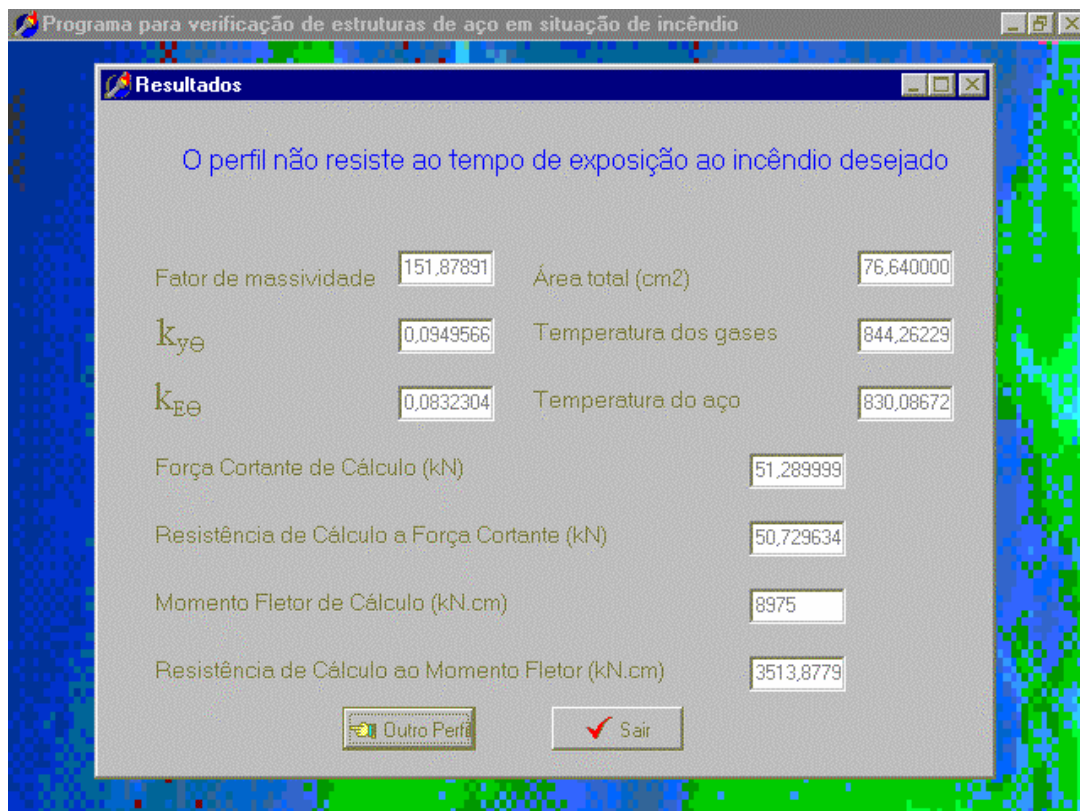 Programa para verificação de estruturas de aço em situação de incêndio
Resultados
O perfil não resiste ao tempo de exposição ao incêndio desejado
Fator de massividade 151,87891 Área total (cm2) 76,640000
kyΘ 0,0949566 Temperatura dos gases 844,26229
kEΘ 0,0832304 Temperatura do aço 830,08672
Força Cortante de Cálculo (kN) 51,289999
Resistência de Cálculo a Força Cortante (kN) 50,729634
Momento Fletor de Cálculo (kN.cm) 8975
Resistência de Cálculo ao Momento Fletor (kN.cm) 3513,8779
Outro Perfil Sair